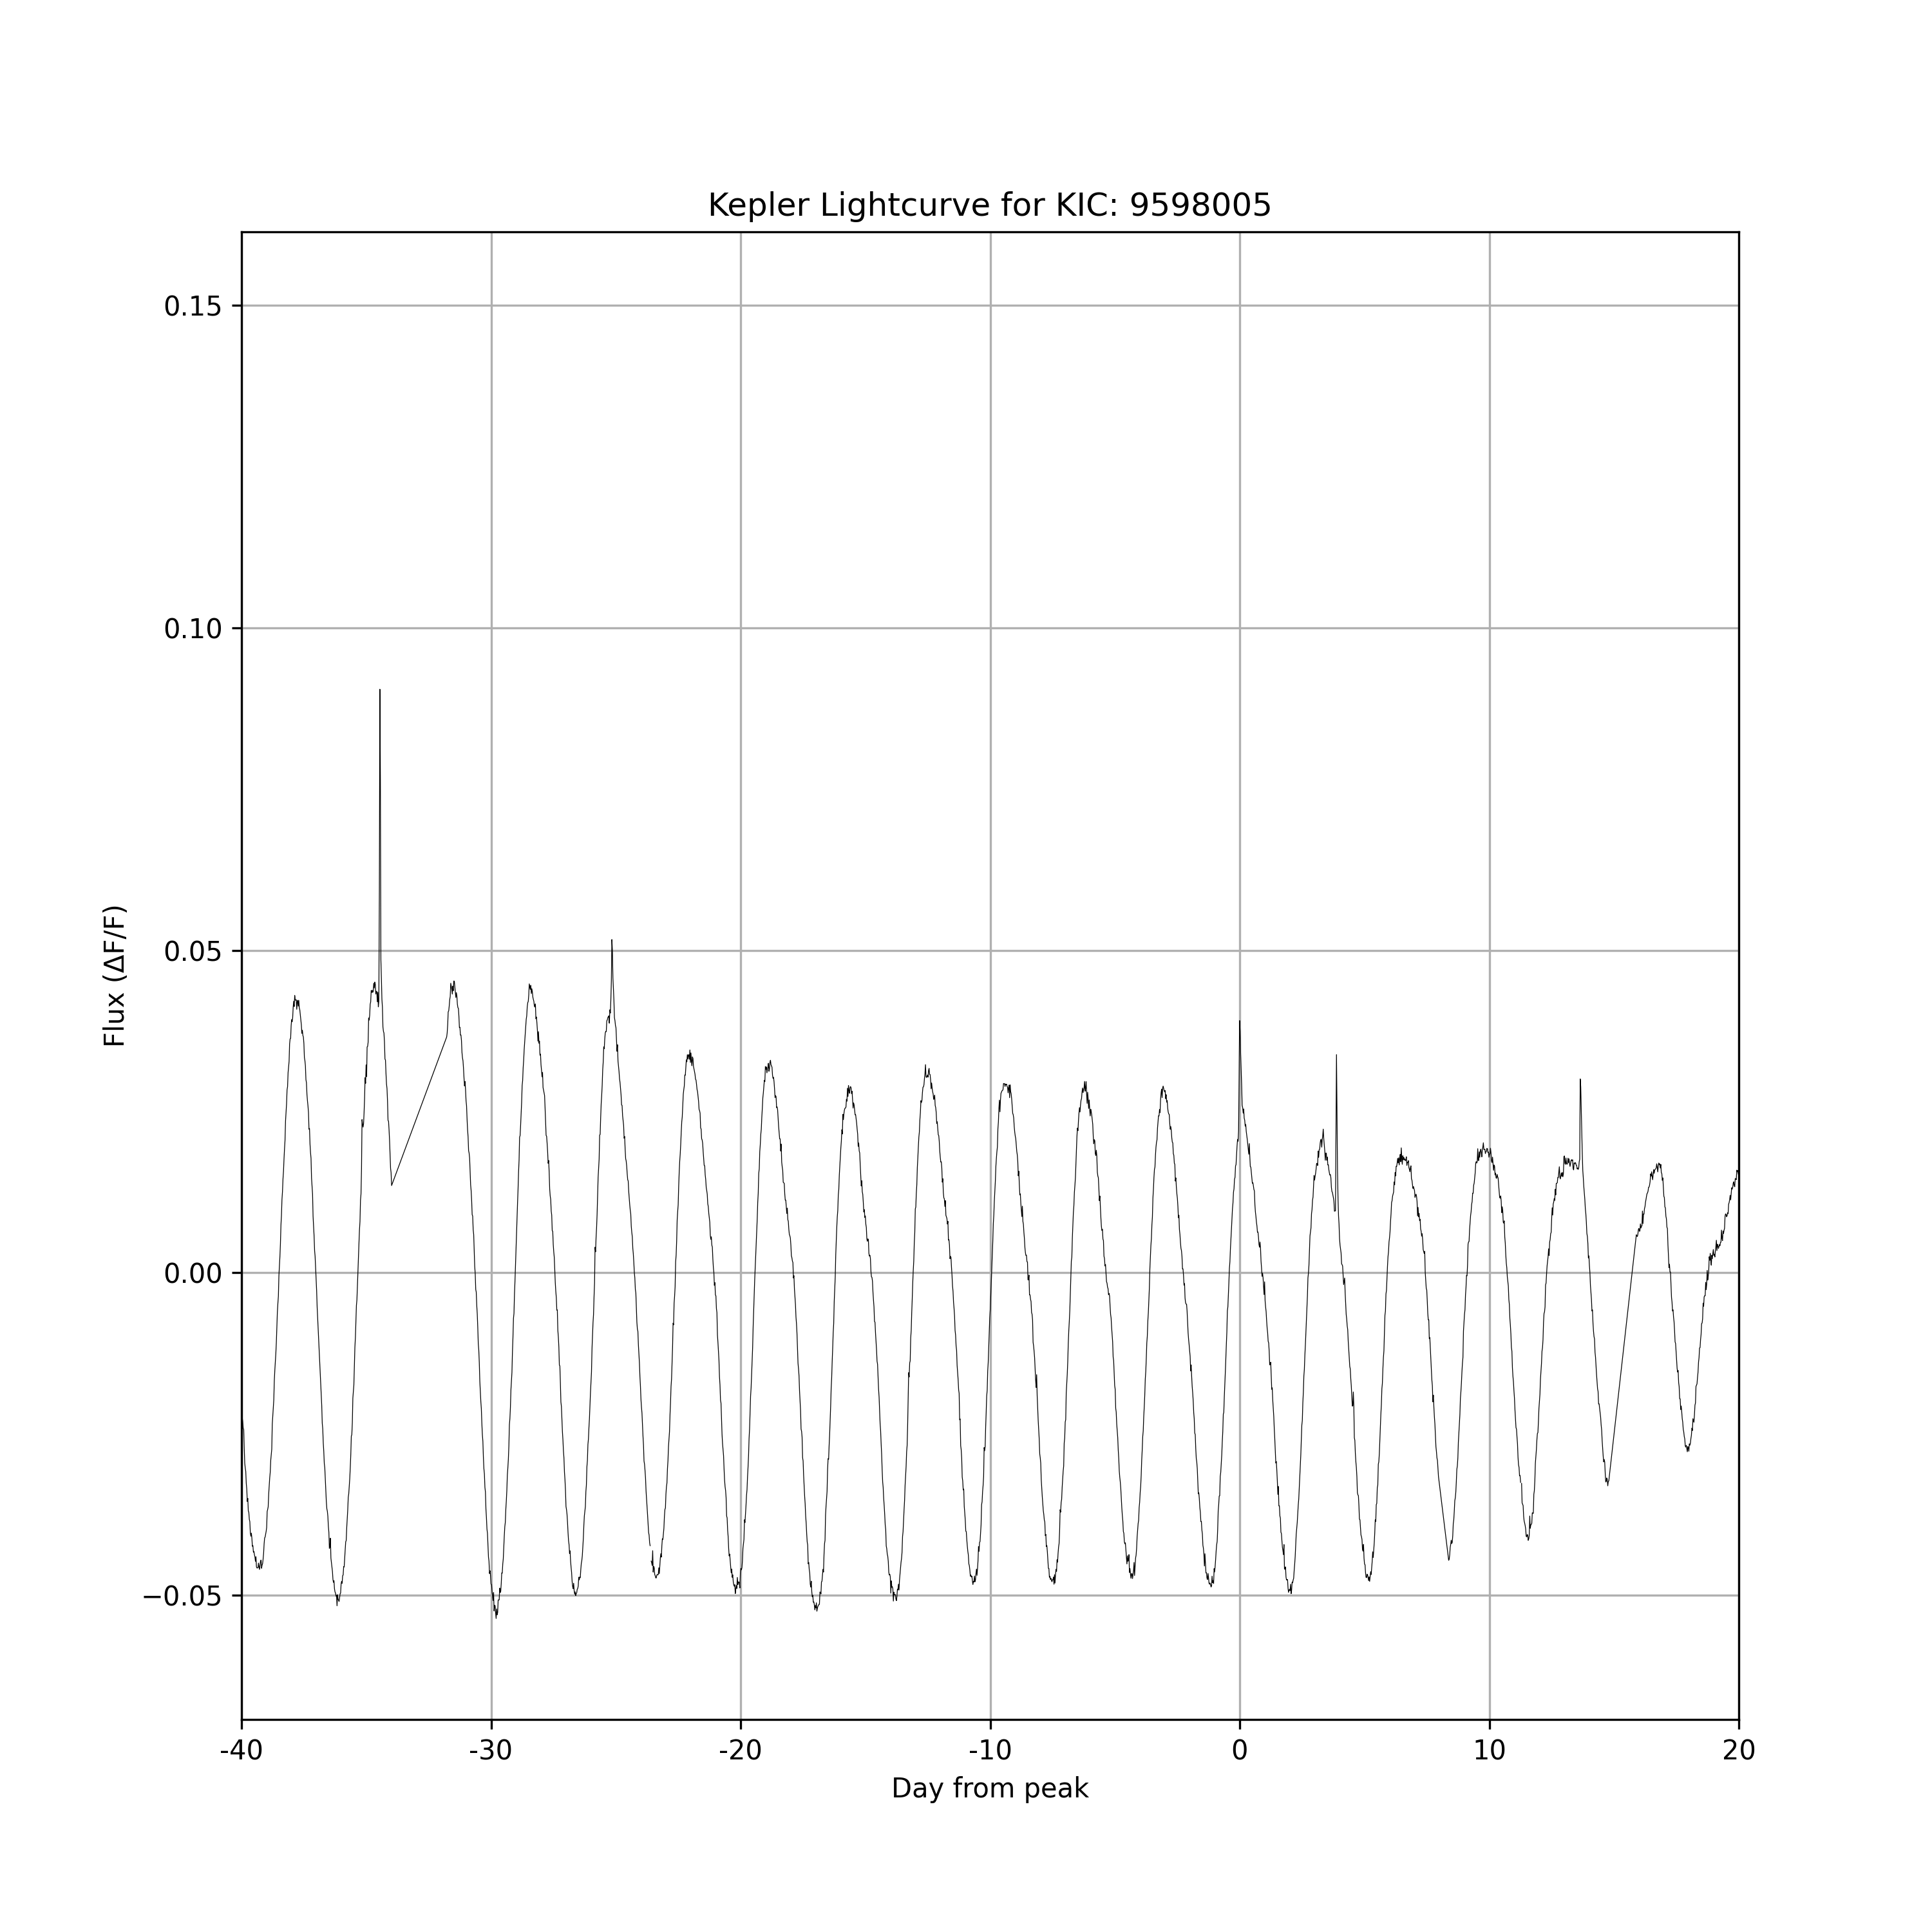 Kepler Lightcurve for KIC: 9598005
0.15
0.10
0.05
0.00
−0.05
Flux (ΔF/F)
-40 -30 -20 -10 0 10 20
Day from peak